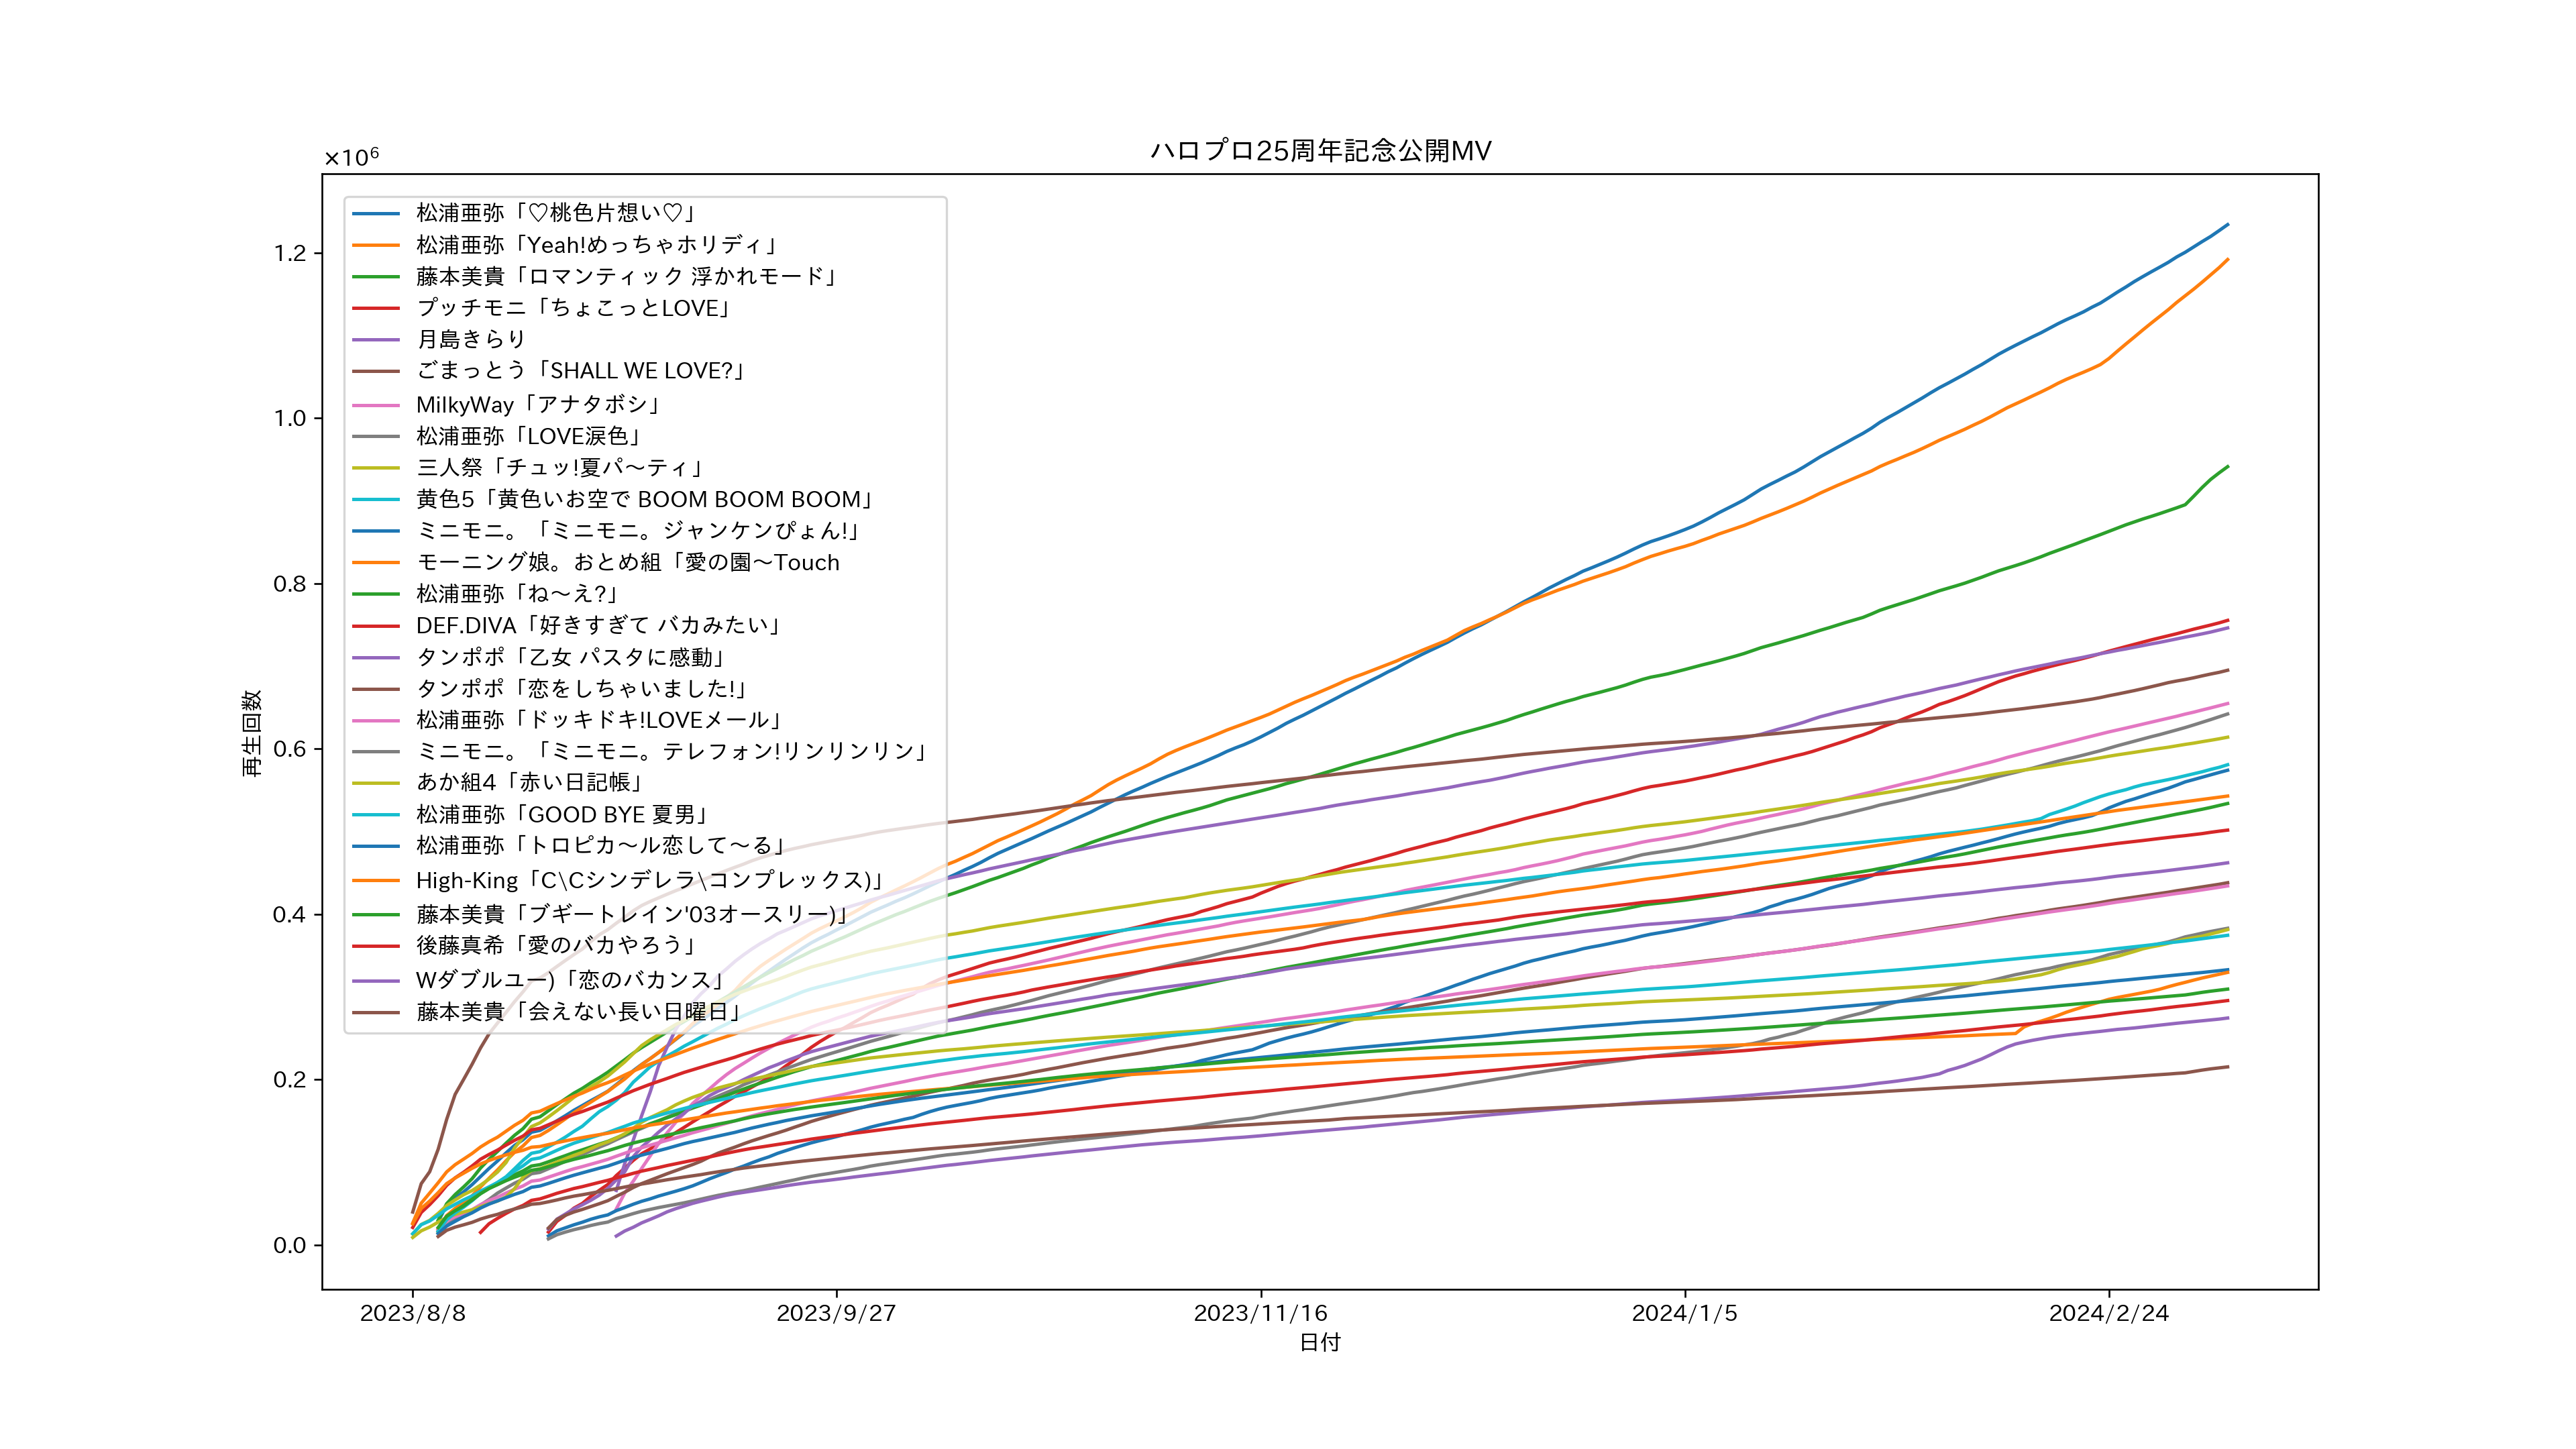 ハロプロ25周年記念公開MV
×10⁶
1.2
1.0
0.8
0.6
0.4
0.2
0.0
再生回数
松浦亜弥「♡桃色片想い♡」
松浦亜弥「Yeah!めっちゃホリディ」
藤本美貴「ロマンティック 浮かれモード」
プッチモニ「ちょこっとLOVE」
月島きらり
ごまっとう「SHALL WE LOVE?」
MilkyWay「アナタボシ」
松浦亜弥「LOVE涙色」
三人祭「チュッ!夏パ〜ティ」
黄色5「黄色いお空で BOOM BOOM BOOM」
ミニモニ。「ミニモニ。ジャンケンぴょん!」
モーニング娘。おとめ組「愛の園〜Touch
松浦亜弥「ね〜え?」
DEF.DIVA「好きすぎて バカみたい」
タンポポ「乙女 パスタに感動」
タンポポ「恋をしちゃいました!」
松浦亜弥「ドッキドキ!LOVEメール」
ミニモニ。「ミニモニ。テレフォン!リンリンリン」
あか組4「赤い日記帳」
松浦亜弥「GOOD BYE 夏男」
松浦亜弥「トロピカ〜ル恋して〜る」
High-King「C\Cシンデレラ\コンプレックス)」
藤本美貴「ブギートレイン'03オースリー)」
後藤真希「愛のバカやろう」
Wダブルユー)「恋のバカンス」
藤本美貴「会えない長い日曜日」
2023/8/8
2023/9/27
2023/11/16
2024/1/5
2024/2/24
日付